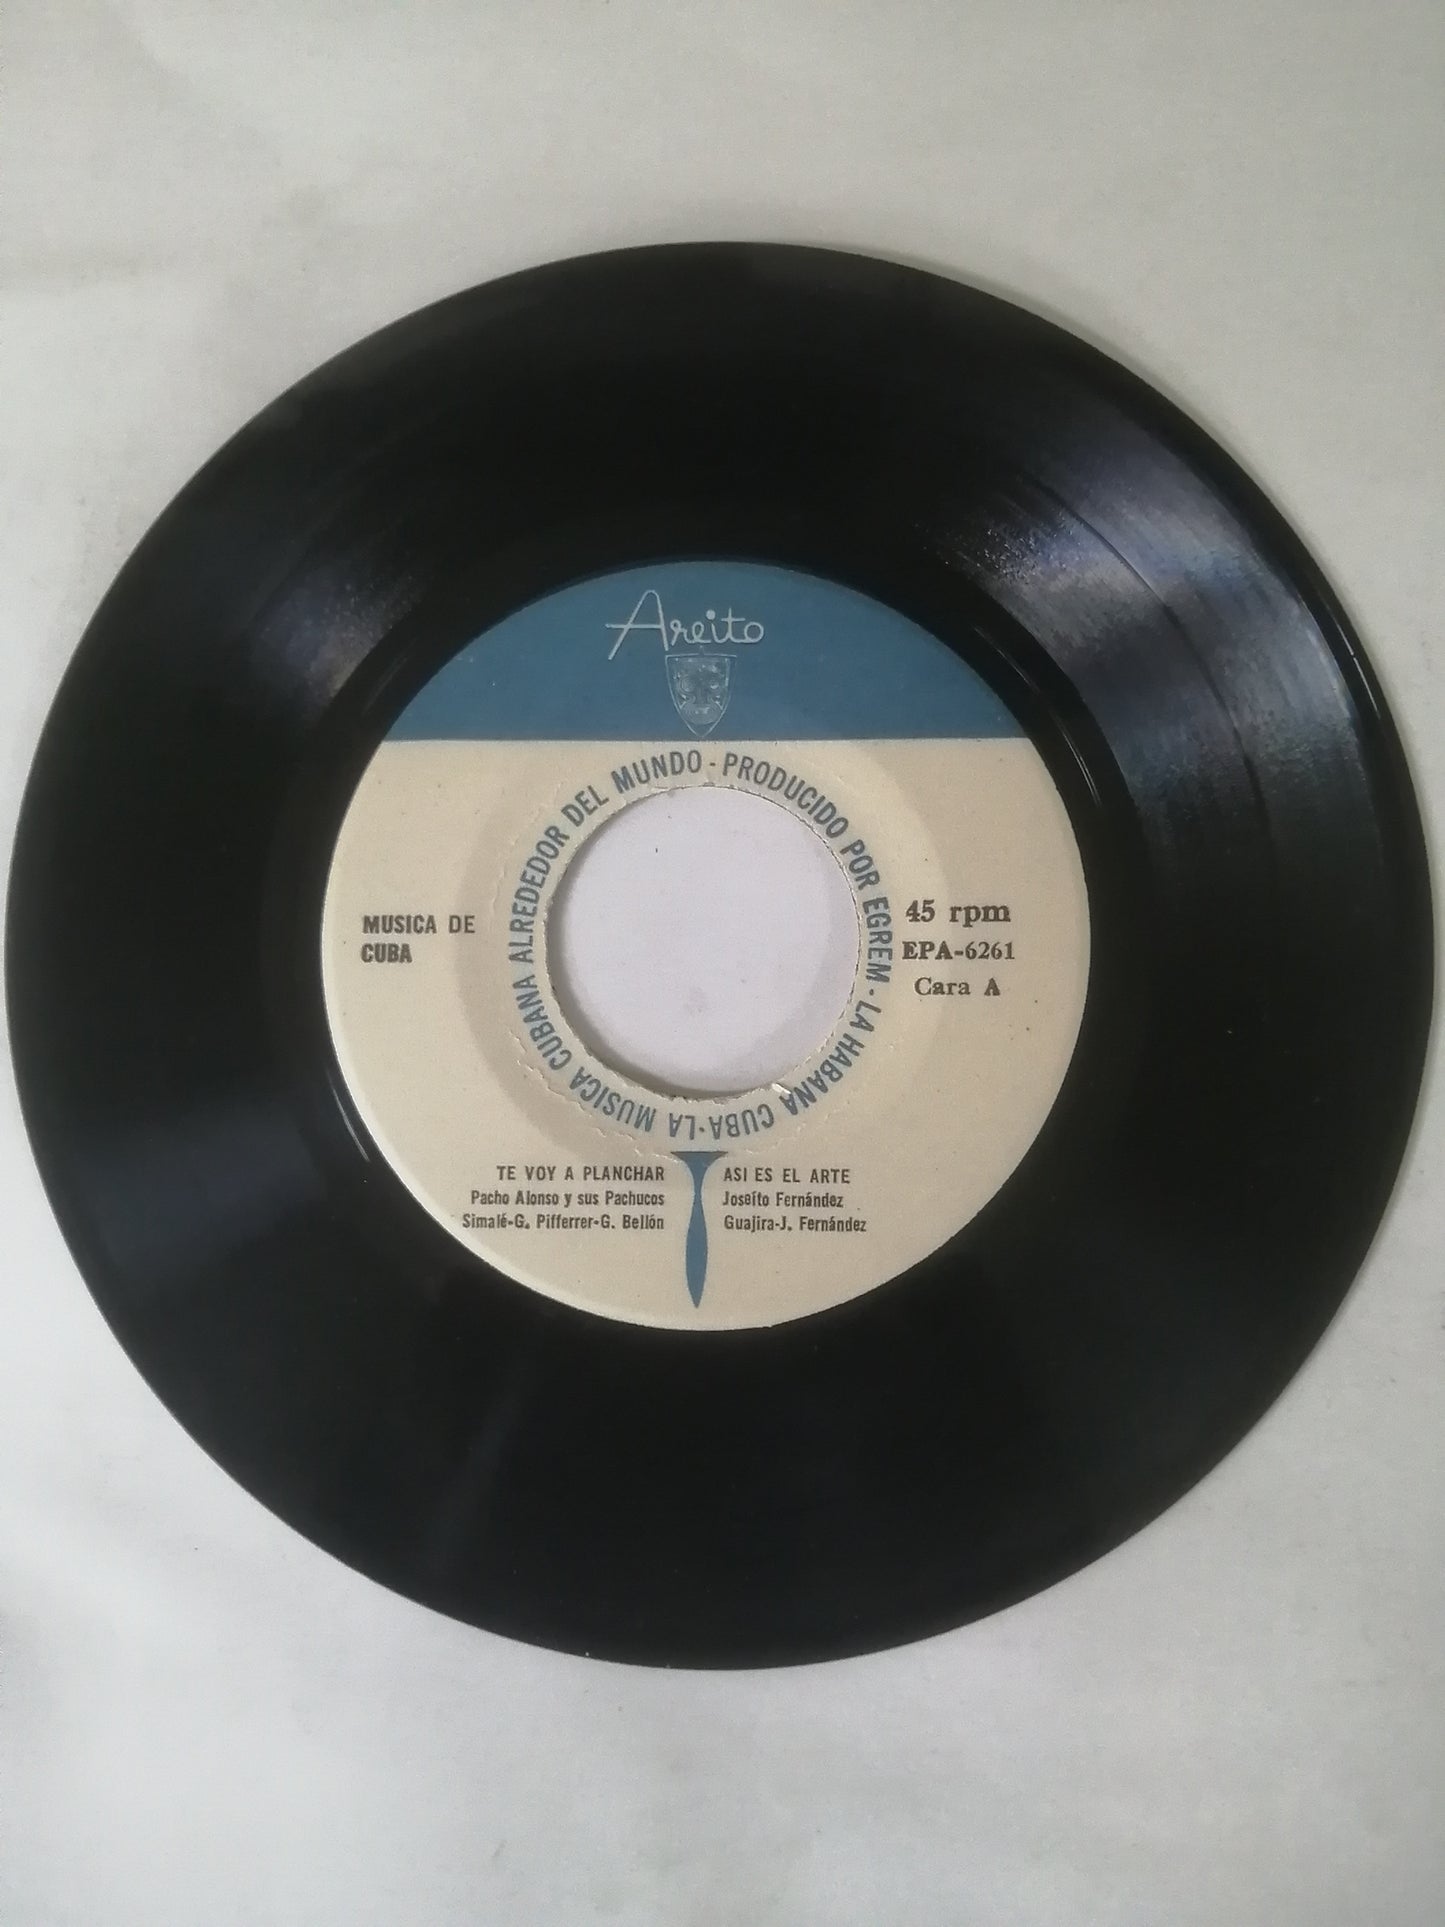 Areito
LA MUSICA CUBANA ALREDEDOR DEL MUNDO - PRODUCIDO POR EGREM - LA HABANA CUBA -
MUSICA DE
CUBA
45 rpm
EPA-6261
Cara A
TE VOY A PLANCHAR
Pacho Alonso y sus Pachucos
Simalé-G. Pifferrer-G. Bellón
ASI ES EL ARTE
Joseíto Fernández
Guajira-J. Fernández